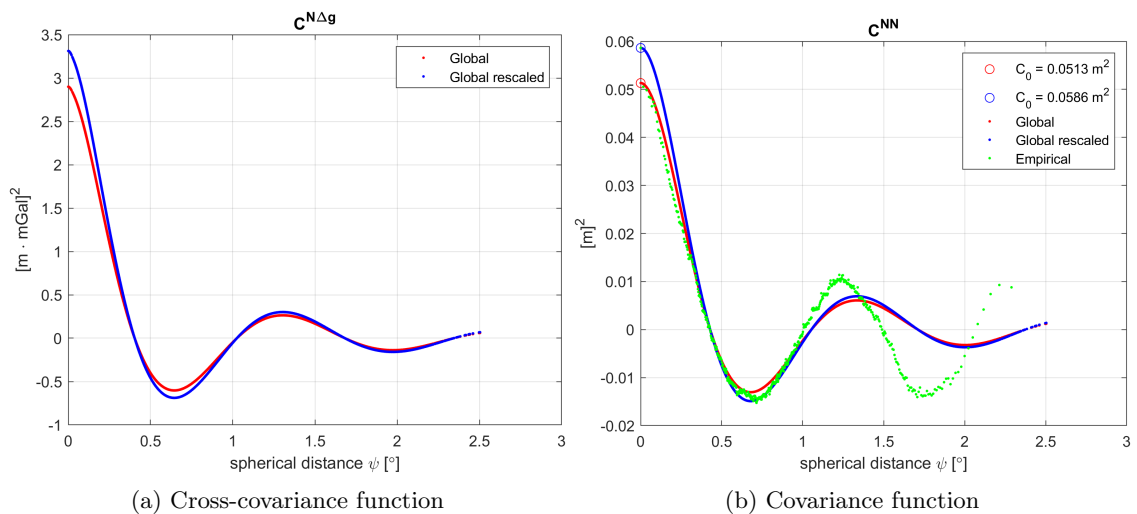 C^{NΔg}
3.5
3
2.5
2
1.5
1
0.5
0
-0.5
-1
[m · mGal]^2
0 0.5 1 1.5 2 2.5 3
spherical distance ψ [°]
Global
Global rescaled
(a) Cross-covariance function
C^{NN}
0.06
0.05
0.04
0.03
0.02
0.01
0
-0.01
-0.02
[m]^2
0 0.5 1 1.5 2 2.5 3
spherical distance ψ [°]
C_0 = 0.0513 m^2
C_0 = 0.0586 m^2
Global
Global rescaled
Empirical
(b) Covariance function